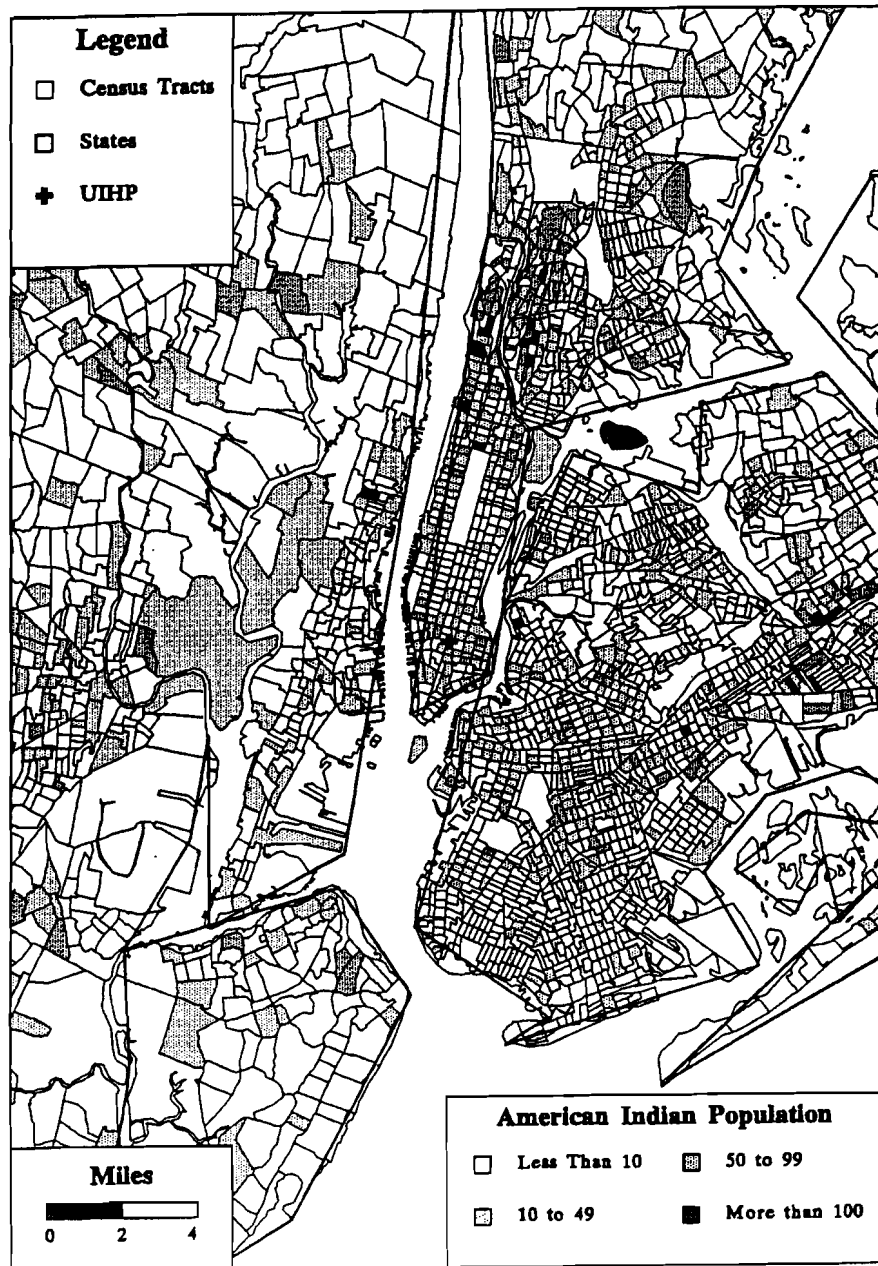 Legend
Census Tracts
States
UIHP
Miles
0 2 4
American Indian Population
Less Than 10
50 to 99
10 to 49
More than 100